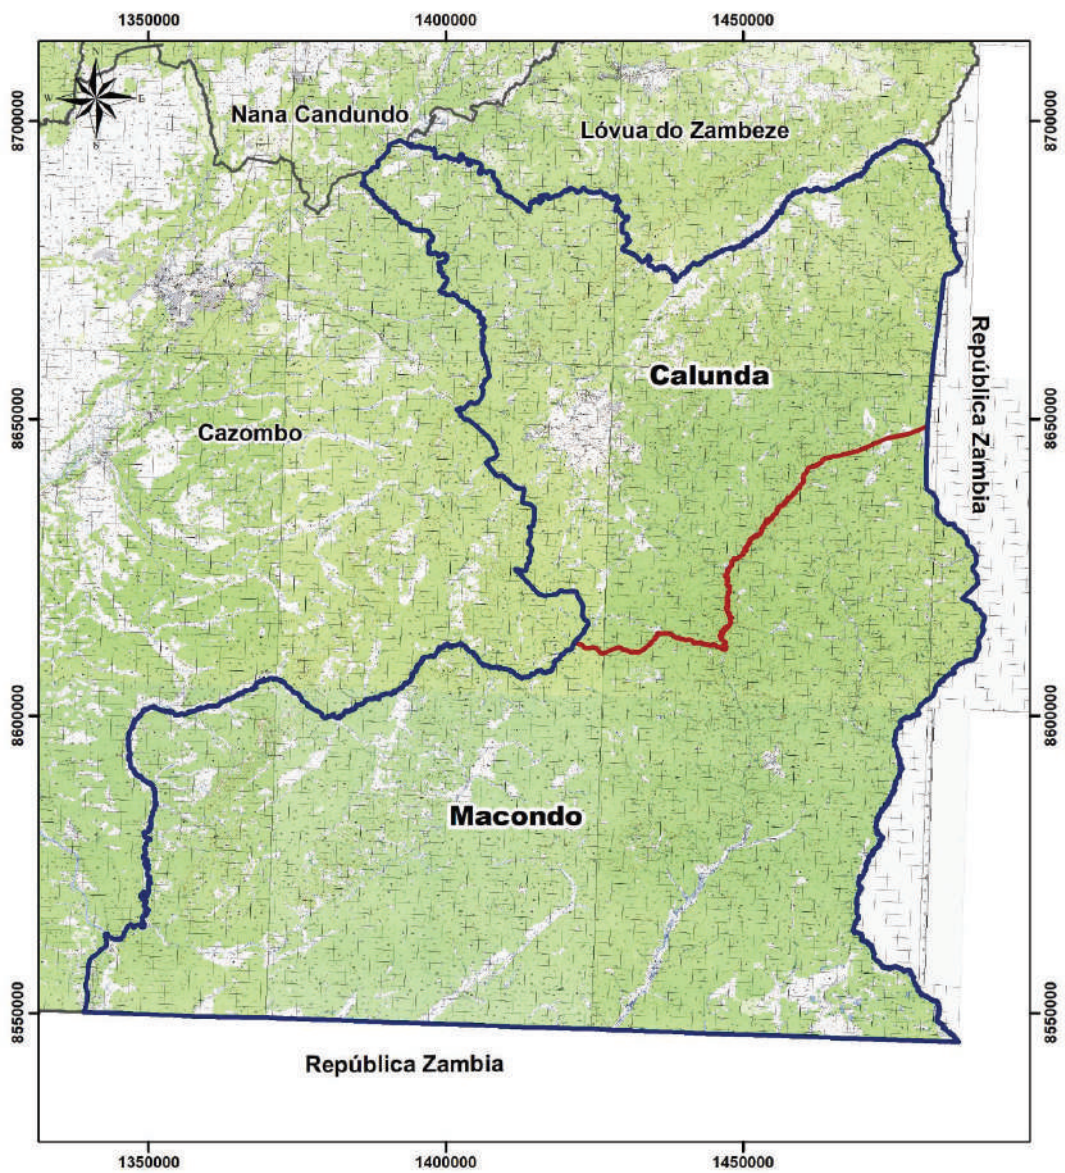 1350000 1400000 1450000
N
W E
S
8700000 8700000
Nana Candundo
Lóvua do Zambeze
República Zambia
Calunda
8650000 8650000
Cazombo
8600000 8600000
Macondo
8550000 8550000
República Zambia
1350000 1400000 1450000